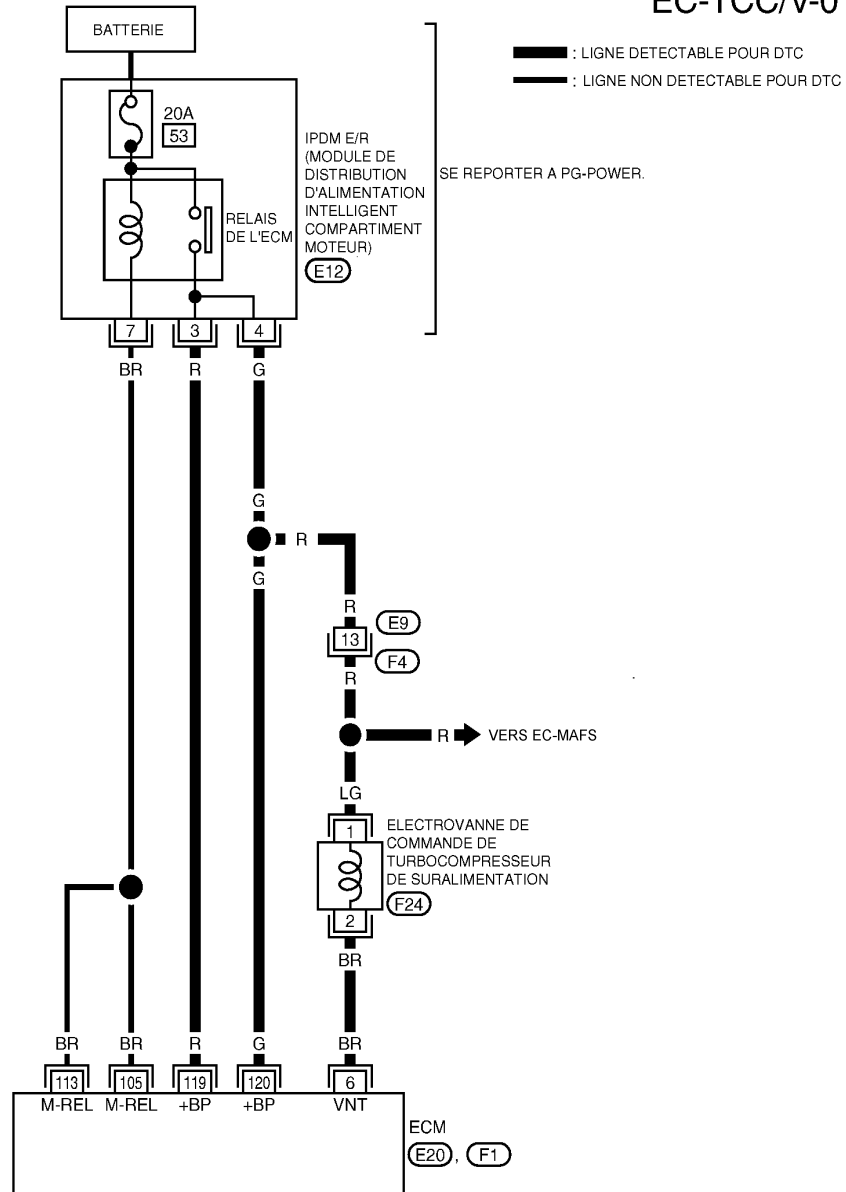 EC-TCC/V-0
BATTERIE
: LIGNE DETECTABLE POUR DTC
: LIGNE NON DETECTABLE POUR DTC
20A
53
IPDM E/R
(MODULE DE
DISTRIBUTION
D'ALIMENTATION
INTELLIGENT
COMPARTIMENT
MOTEUR)
E12
SE REPORTER A PG-POWER.
RELAIS
DE L'ECM
7 3 4
BR R G
G
R
G
R
E9
13
F4
R
R VERS EC-MAFS
LG
1
ELECTROVANNE DE
COMMANDE DE
TURBOCOMPRESSEUR
DE SURALIMENTATION
F24
2
BR
BR BR R G BR
113 105 119 120 6
M-REL M-REL +BP +BP VNT
ECM
E20, F1